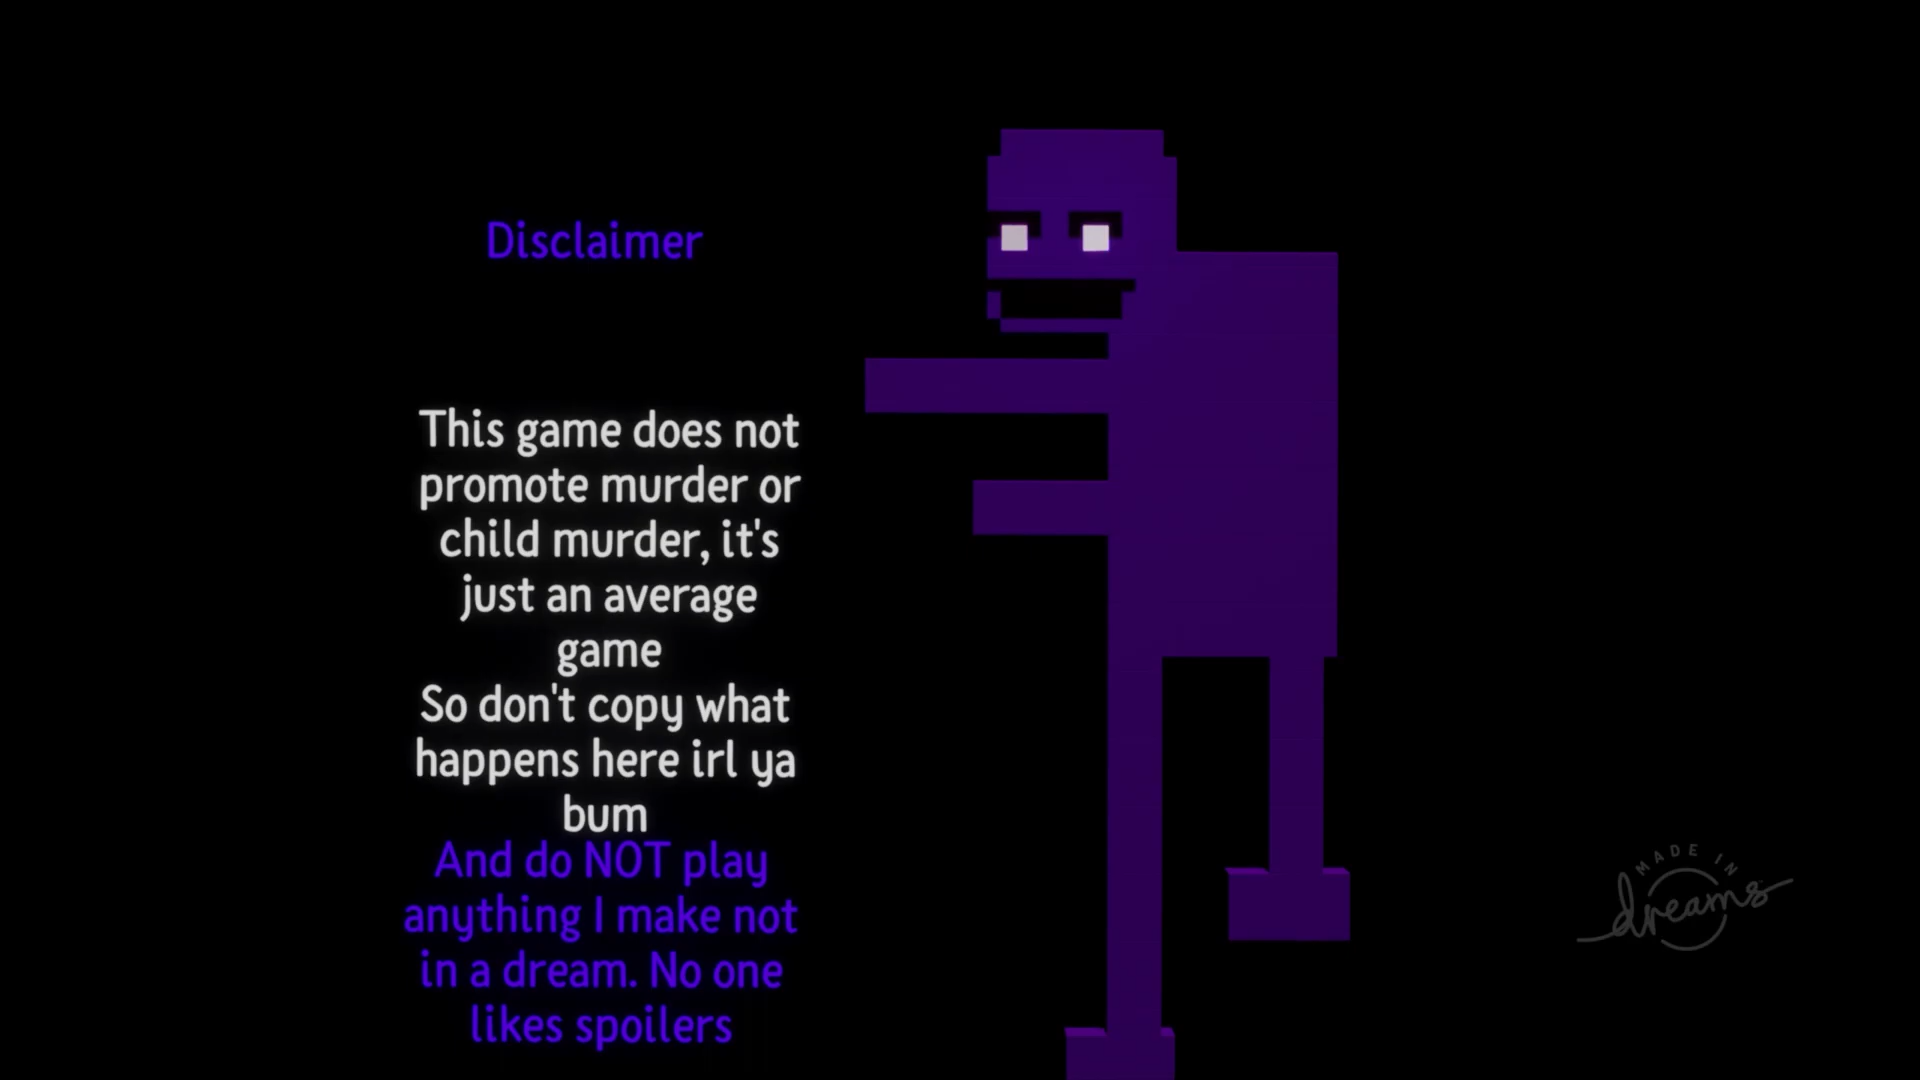 Disclaimer
This game does not
promote murder or
child murder, it's
just an average
game
So don't copy what
happens here irl ya
bum
And do NOT play
anything I make not
in a dream. No one
likes spoilers
MADE IN
dreams